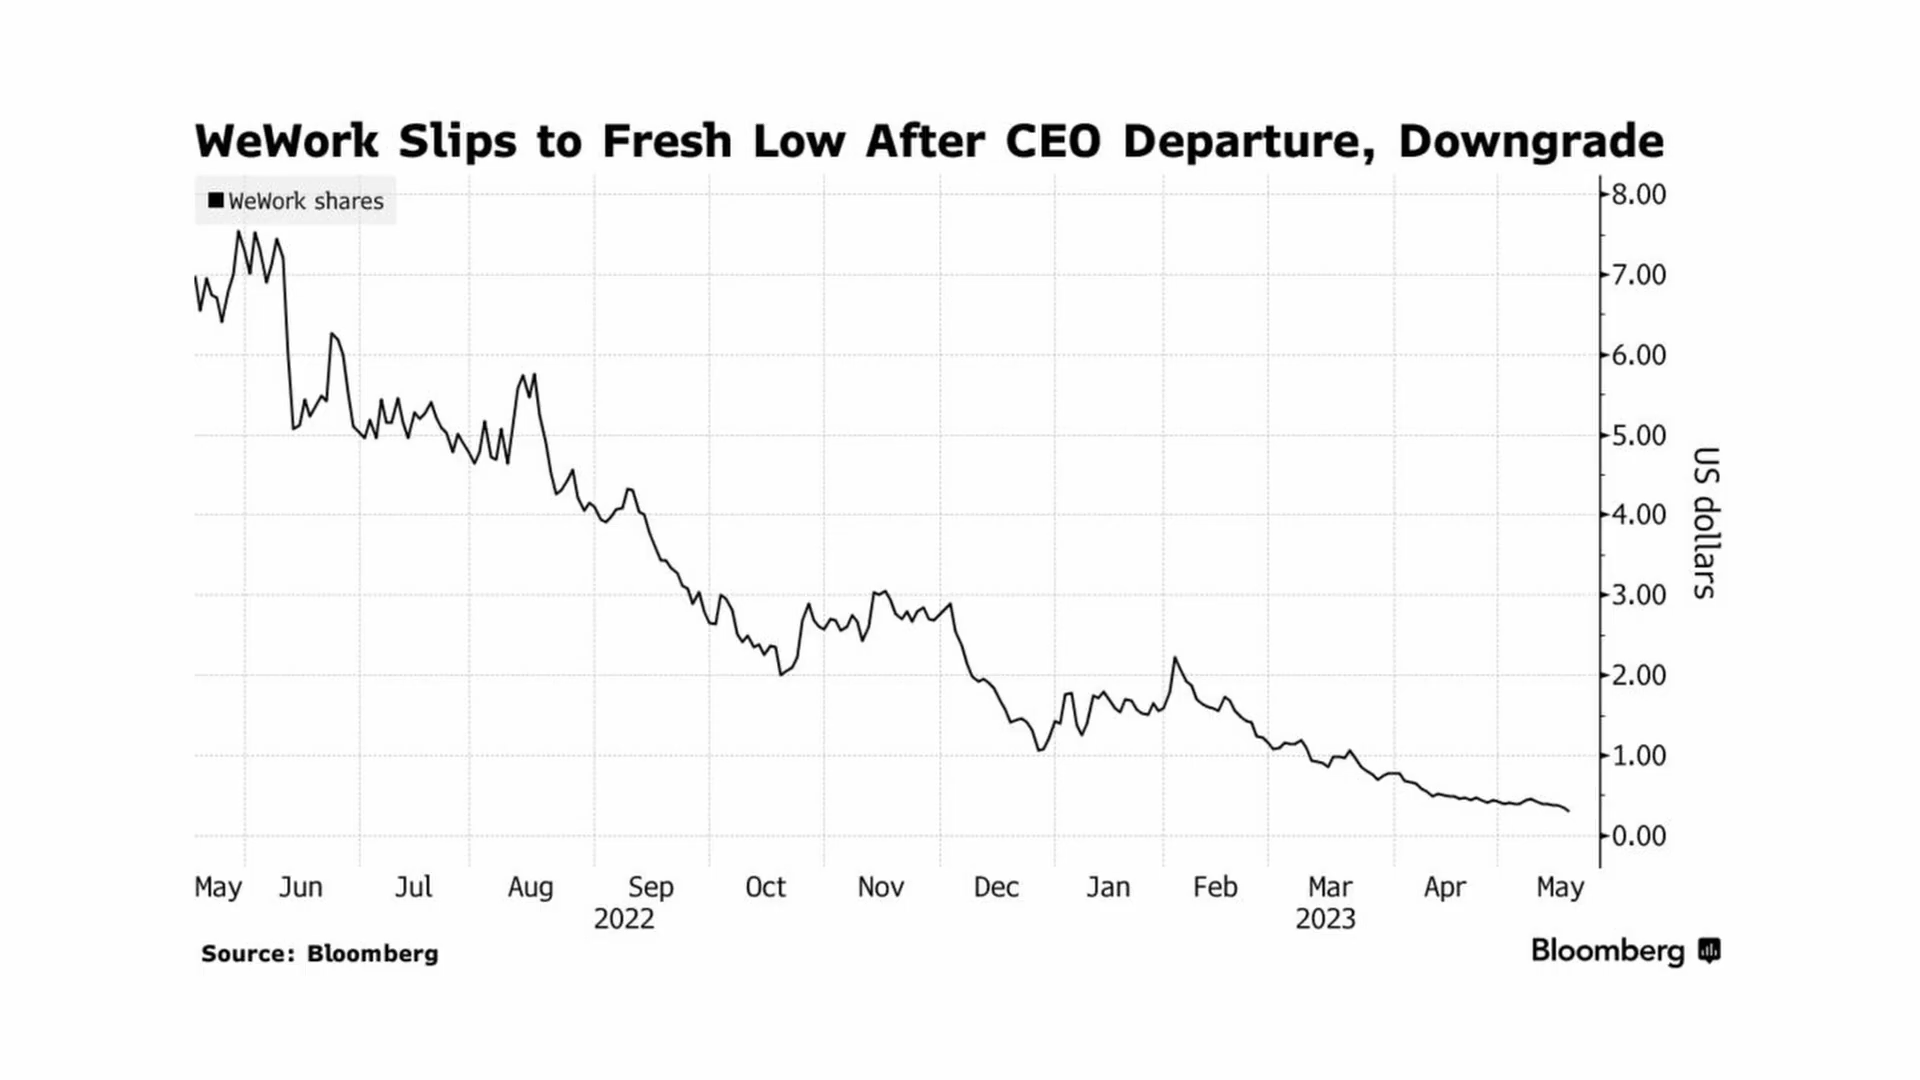 WeWork Slips to Fresh Low After CEO Departure, Downgrade
WeWork shares
8.00
7.00
6.00
5.00
4.00
3.00
2.00
1.00
0.00
US dollars
May Jun Jul Aug Sep Oct Nov Dec Jan Feb Mar Apr May
2022 2023
Source: Bloomberg
Bloomberg